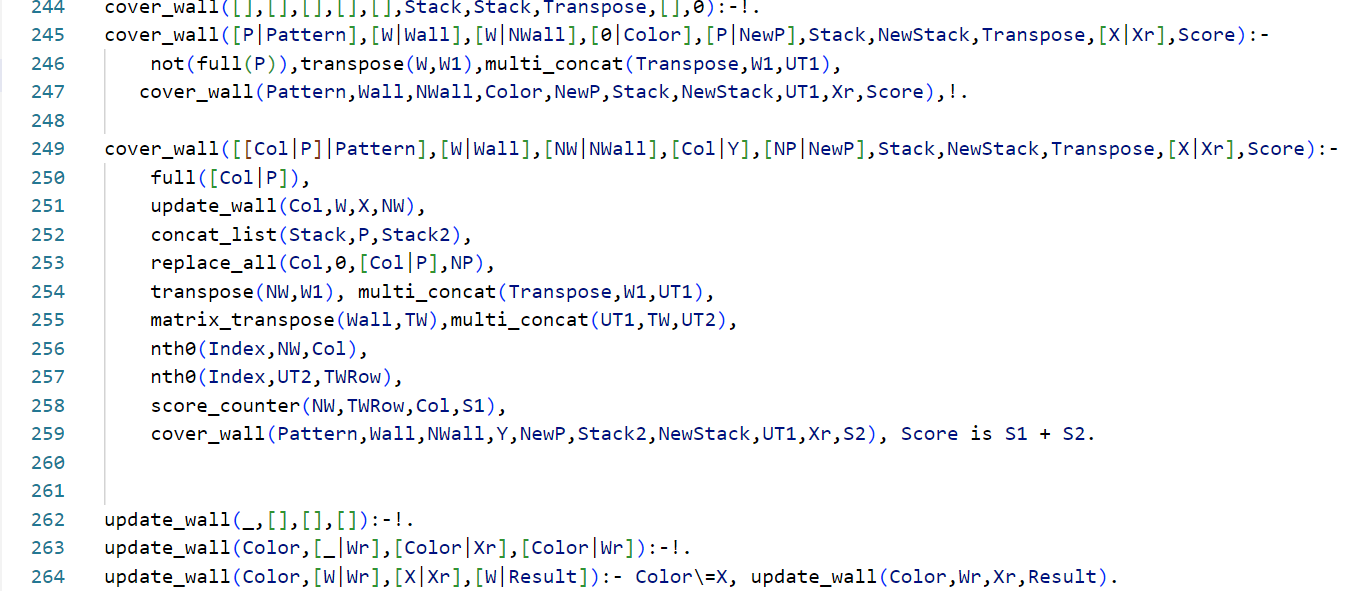 244 cover_wall([],[],[],[],[],Stack,Stack,Transpose,[],0):-!.
245 cover_wall([P|Pattern],[W|Wall],[W|NWall],[0|Color],[P|NewP],Stack,NewStack,Transpose,[X|Xr],Score):-
246 not(full(P)),transpose(W,W1),multi_concat(Transpose,W1,UT1),
247 cover_wall(Pattern,Wall,NWall,Color,NewP,Stack,NewStack,UT1,Xr,Score),!.
248
249 cover_wall([[Col|P]|Pattern],[W|Wall],[NW|NWall],[Col|Y],[NP|NewP],Stack,NewStack,Transpose,[X|Xr],Score):-
250 full([Col|P]),
251 update_wall(Col,W,X,NW),
252 concat_list(Stack,P,Stack2),
253 replace_all(Col,0,[Col|P],NP),
254 transpose(NW,W1), multi_concat(Transpose,W1,UT1),
255 matrix_transpose(Wall,TW),multi_concat(UT1,TW,UT2),
256 nth0(Index,NW,Col),
257 nth0(Index,UT2,TWRow),
258 score_counter(NW,TWRow,Col,S1),
259 cover_wall(Pattern,Wall,NWall,Y,NewP,Stack2,NewStack,UT1,Xr,S2), Score is S1 + S2.
260
261
262 update_wall(_,[],[],[]):-!.
263 update_wall(Color,[_|Wr],[Color|Xr],[Color|Wr]):-!.
264 update_wall(Color,[W|Wr],[X|Xr],[W|Result]):- Color\=X, update_wall(Color,Wr,Xr,Result).